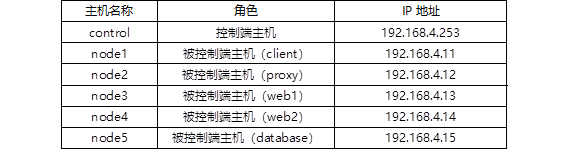 主机名称 角色 IP 地址
control 控制端主机 192.168.4.253
node1 被控制端主机（client） 192.168.4.11
node2 被控制端主机（proxy） 192.168.4.12
node3 被控制端主机（web1） 192.168.4.13
node4 被控制端主机（web2） 192.168.4.14
node5 被控制端主机（database） 192.168.4.15